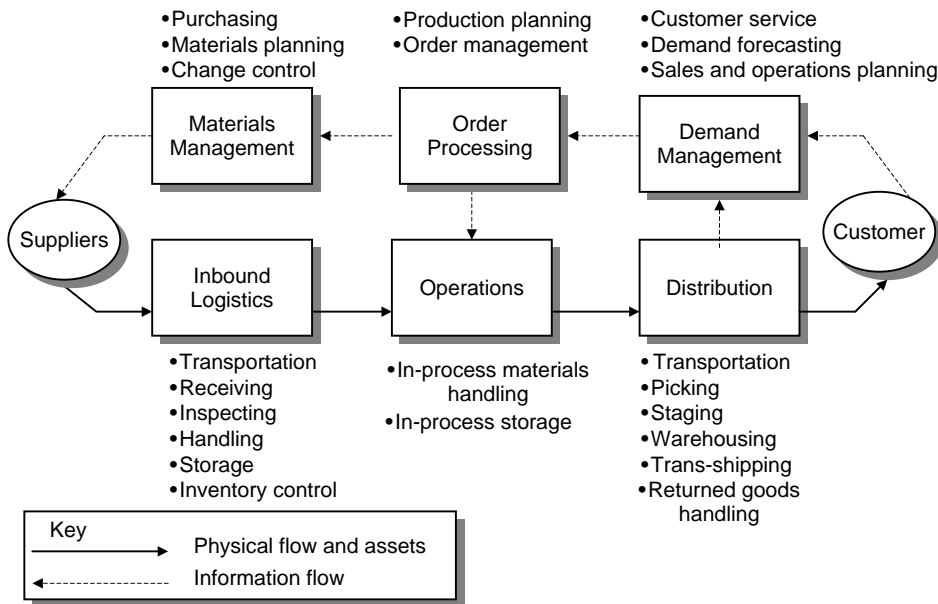 •Purchasing
•Materials planning
•Change control
•Production planning
•Order management
•Customer service
•Demand forecasting
•Sales and operations planning
Materials
Management
Order
Processing
Demand
Management
Suppliers
Customer
Inbound
Logistics
Operations
Distribution
•Transportation
•Receiving
•Inspecting
•Handling
•Storage
•Inventory control
•In-process materials
handling
•In-process storage
•Transportation
•Picking
•Staging
•Warehousing
•Trans-shipping
•Returned goods
handling
Key
Physical flow and assets
Information flow